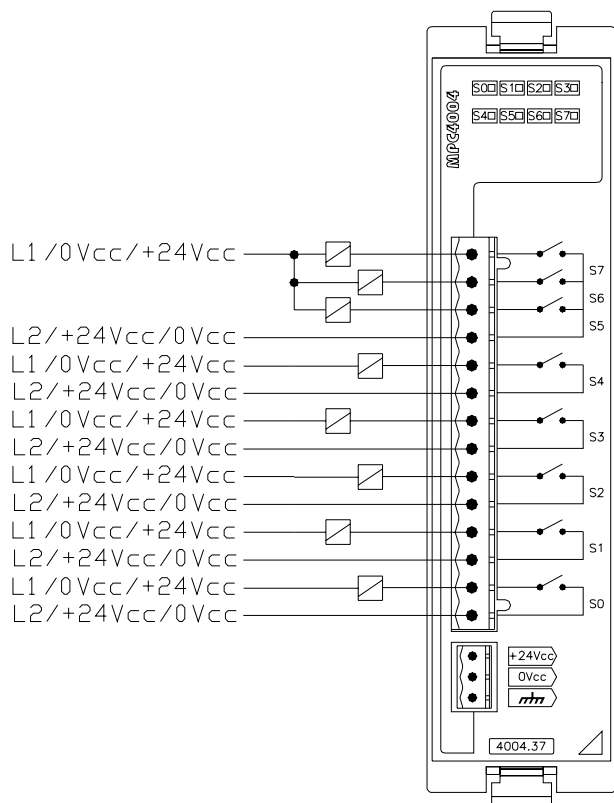 MPC4004
S0 S1 S2 S3
S4 S5 S6 S7
L1/0Vcc/+24Vcc
S7
S6
S5
L2/+24Vcc/0Vcc
L1/0Vcc/+24Vcc
S4
L2/+24Vcc/0Vcc
L1/0Vcc/+24Vcc
S3
L2/+24Vcc/0Vcc
L1/0Vcc/+24Vcc
S2
L2/+24Vcc/0Vcc
L1/0Vcc/+24Vcc
S1
L2/+24Vcc/0Vcc
L1/0Vcc/+24Vcc
S0
L2/+24Vcc/0Vcc
+24Vcc
0Vcc
4004.37